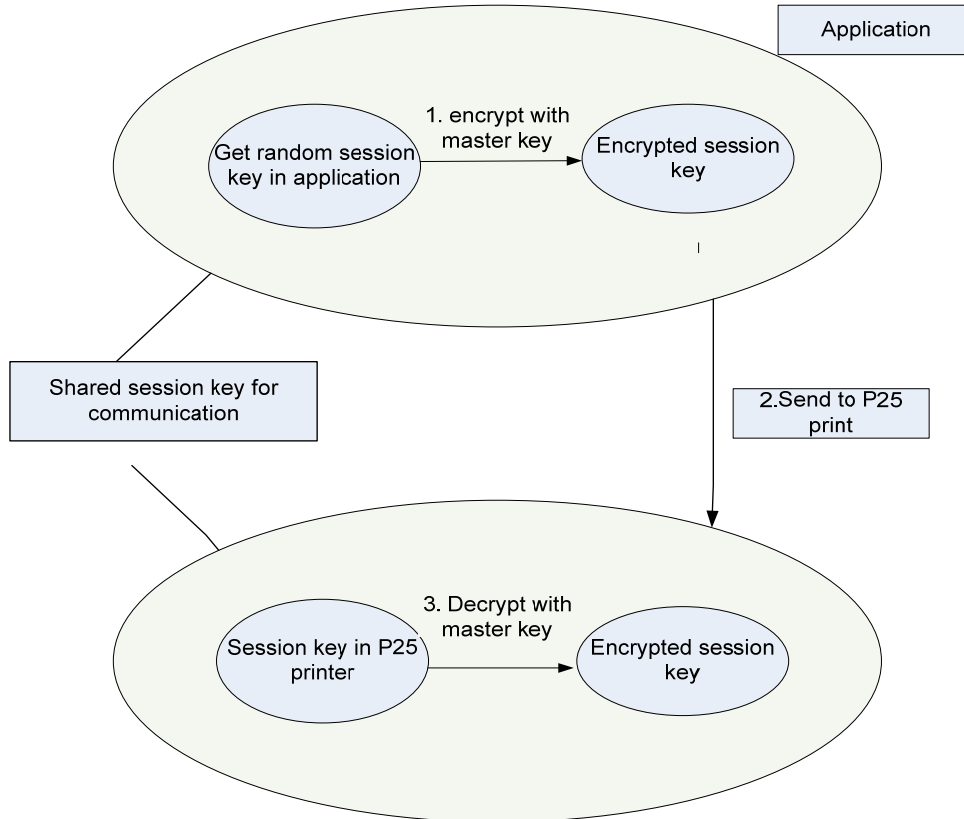 Application
1. encrypt with
master key
Get random session
key in application
Encrypted session
key
Shared session key for
communication
2.Send to P25
print
3. Decrypt with
master key
Session key in P25
printer
Encrypted session
key